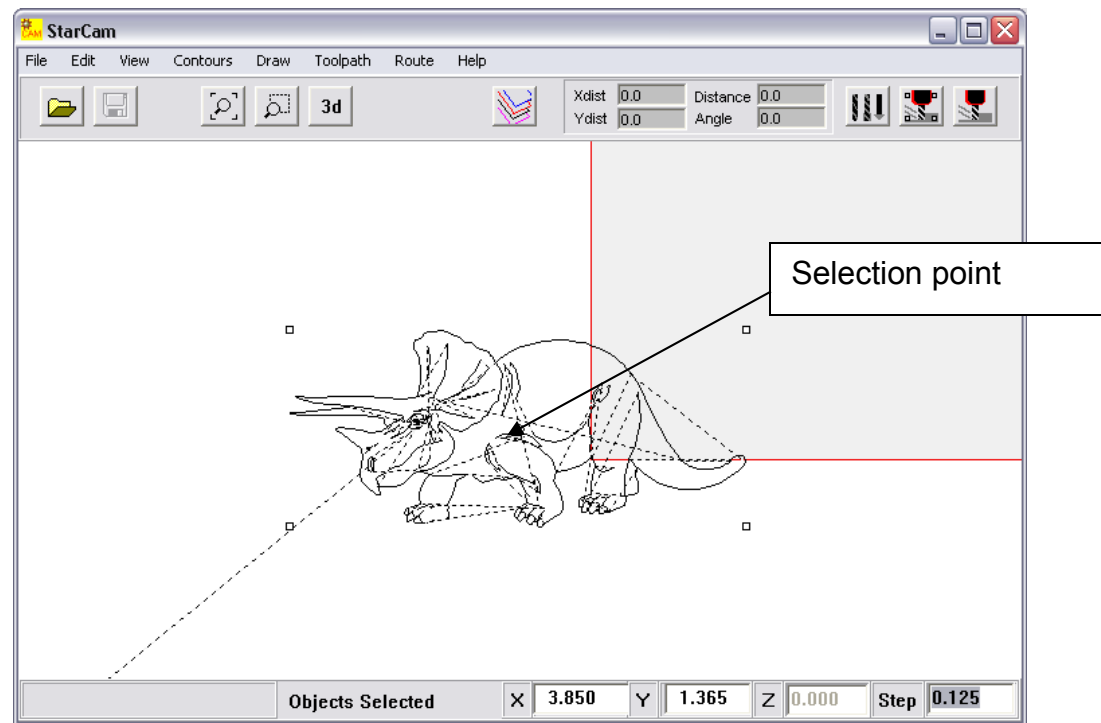 # CAM StarCam
File Edit View Contours Draw Toolpath Route Help
3d Xdist 0.0 Distance 0.0
Ydist 0.0 Angle 0.0
Selection point
Objects Selected X 3.850 Y 1.365 Z 0.000 Step 0.125